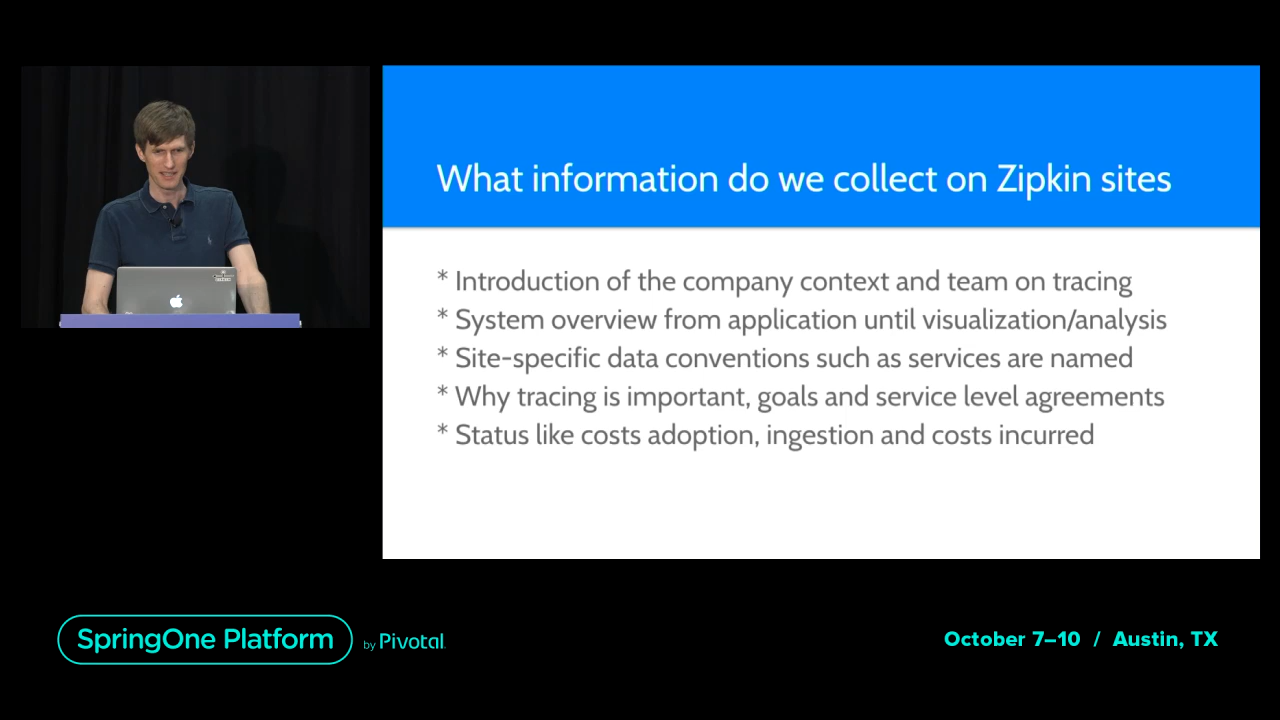 What information do we collect on Zipkin sites
* Introduction of the company context and team on tracing
* System overview from application until visualization/analysis
* Site-specific data conventions such as services are named
* Why tracing is important, goals and service level agreements
* Status like costs adoption, ingestion and costs incurred
SpringOne Platform by Pivotal
October 7–10 / Austin, TX